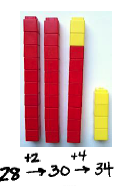 +2 +4
28 → 30 → 34